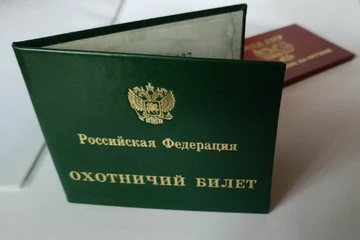 Российская Федерация
ОХОТНИЧИЙ БИЛЕТ